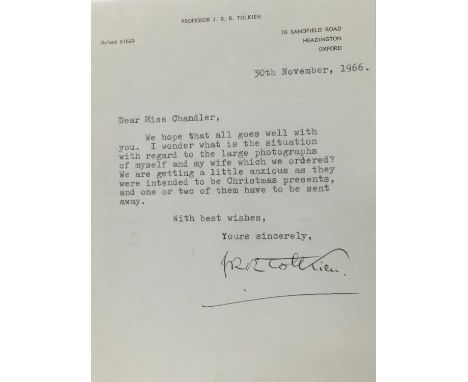 PROFESSOR J. R. R. TOLKIEN
Oxford 61639
76 SANDFIELD ROAD
HEADINGTON
OXFORD
30th November, 1966.
Dear Miss Chandler,
We hope that all goes well with
you. I wonder what is the situation
with regard to the large photographs
of myself and my wife which we ordered?
We are getting a little anxious as they
were intended to be Christmas presents,
and one or two of them have to be sent
away.
With best wishes,
Yours sincerely,
JRRTolkien.